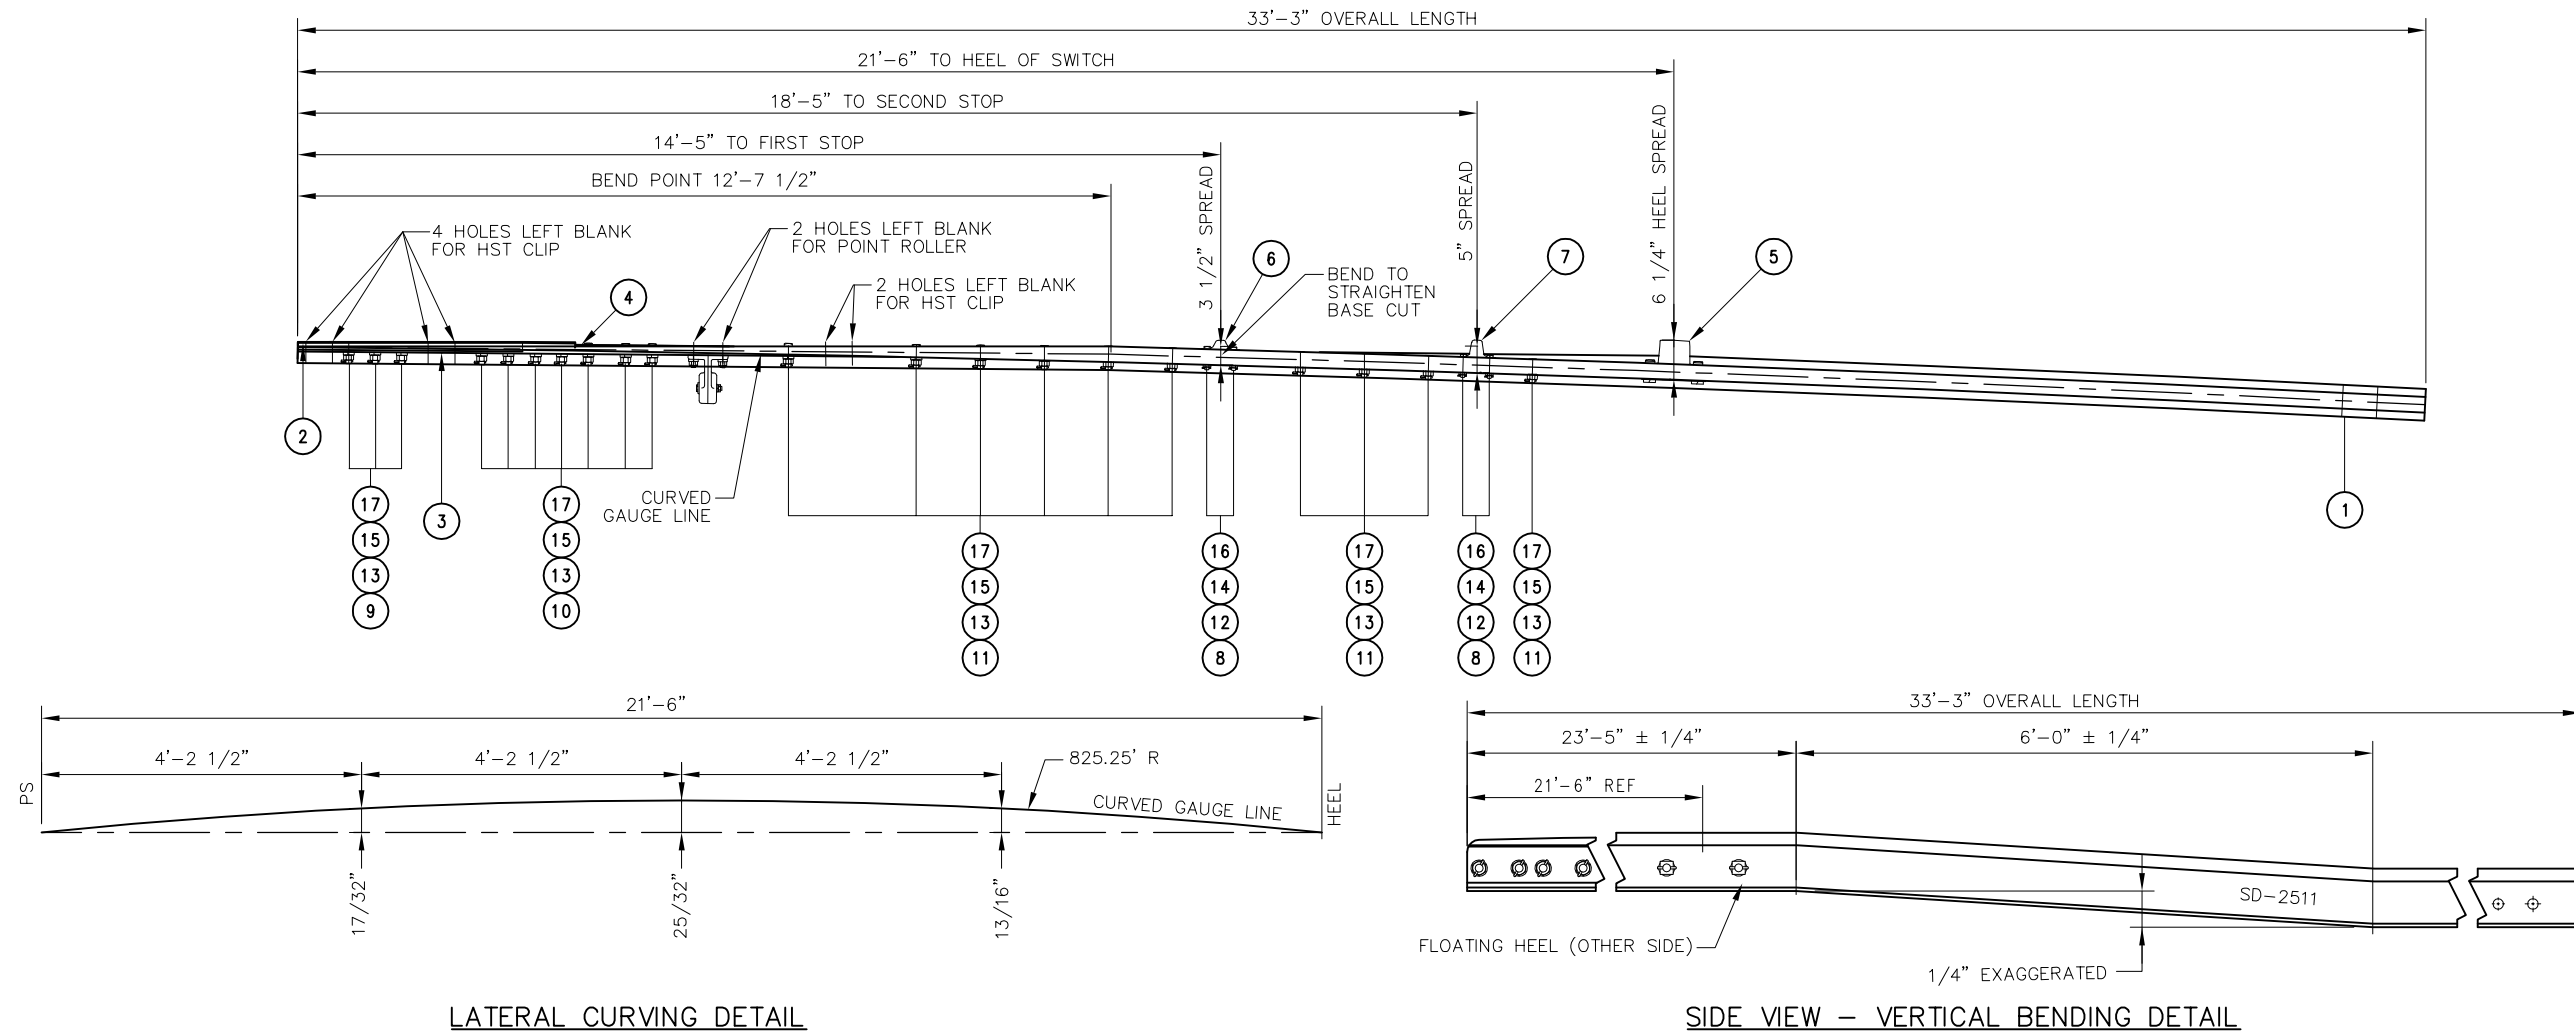 33'-3" OVERALL LENGTH
21'-6" TO HEEL OF SWITCH
18'-5" TO SECOND STOP
14'-5" TO FIRST STOP
BEND POINT 12'-7 1/2"
3 1/2" SPREAD
5" SPREAD
6 1/4" HEEL SPREAD
4 HOLES LEFT BLANK
FOR HST CLIP
2 HOLES LEFT BLANK
FOR POINT ROLLER
2 HOLES LEFT BLANK
FOR HST CLIP
BEND TO
STRAIGHTEN
BASE CUT
4
6
7
5
2
3
1
CURVED
GAUGE LINE
17
15
13
9
17
15
13
10
17
15
13
11
16
14
12
8
17
15
13
11
16
14
12
8
17
15
13
11
21'-6"
4'-2 1/2"
4'-2 1/2"
4'-2 1/2"
825.25' R
PS
CURVED GAUGE LINE
HEEL
17/32"
25/32"
13/16"
LATERAL CURVING DETAIL
33'-3" OVERALL LENGTH
23'-5" ± 1/4"
6'-0" ± 1/4"
21'-6" REF
SD-2511
FLOATING HEEL (OTHER SIDE)
1/4" EXAGGERATED
SIDE VIEW - VERTICAL BENDING DETAIL